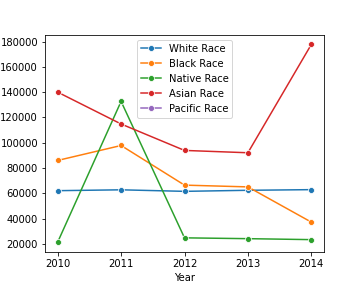 180000
160000
140000
120000
100000
80000
60000
40000
20000
White Race
Black Race
Native Race
Asian Race
Pacific Race
2010 2011 2012 2013 2014
Year